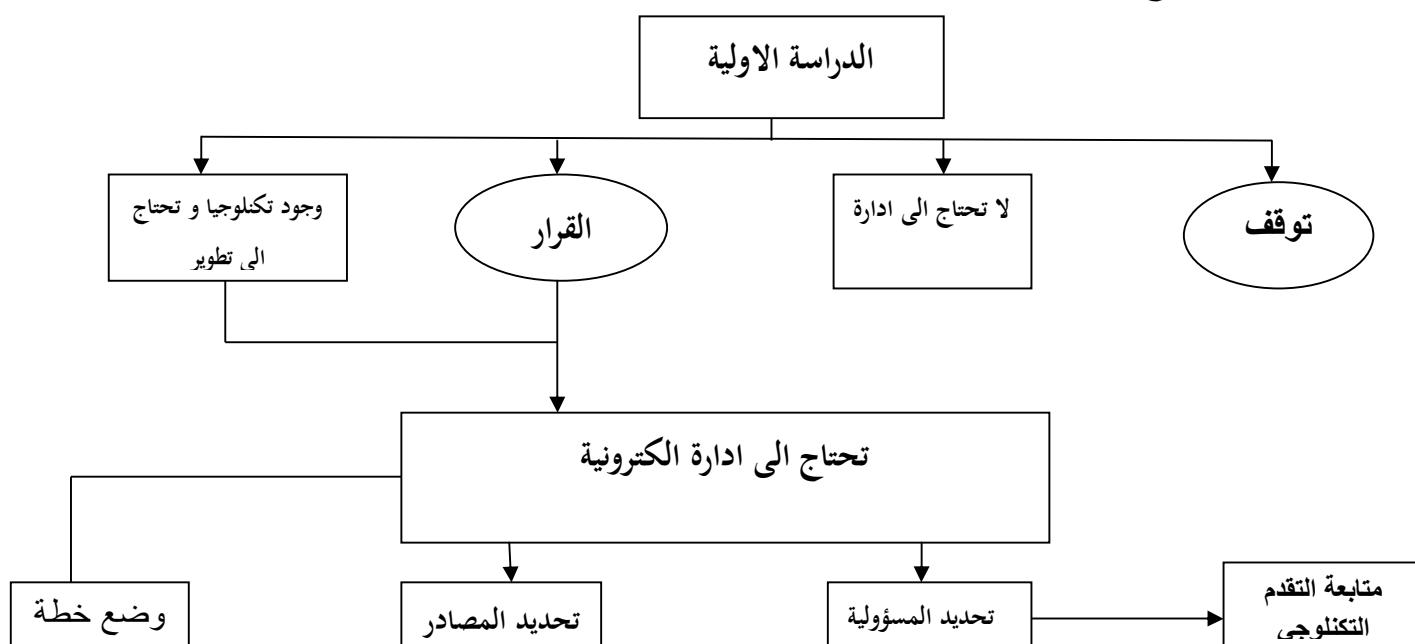 الدراسة الاولية
توقف
لا تحتاج الى ادارة
القرار
وجود تكنلوجيا و تحتاج
الى تطوير
تحتاج الى ادارة الكترونية
متابعة التقدم
التكنلوجي
تحديد المسؤولية
تحديد المصادر
وضع خطة